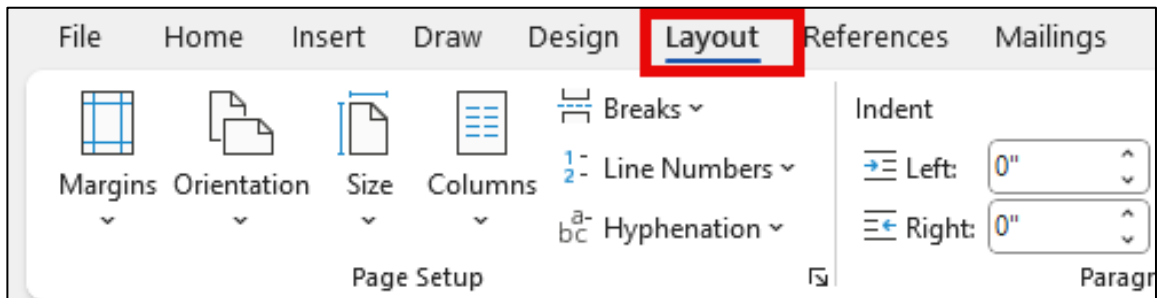 File Home Insert Draw Design Layout References Mailings
Breaks
Indent
Line Numbers
Left: 0"
Margins Orientation Size Columns
Hyphenation
Right: 0"
Page Setup